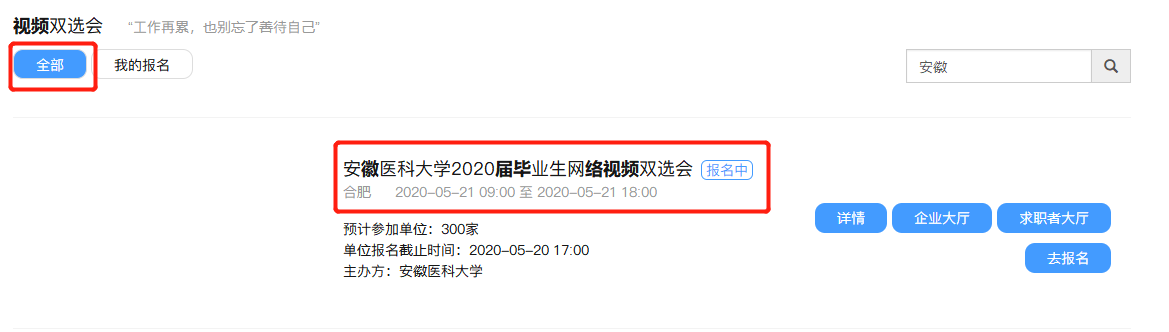 视频双选会 “工作再累，也别忘了善待自己”
全部 我的报名 安徽
安徽医科大学2020届毕业生网络视频双选会 报名中
合肥 2020-05-21 09:00 至 2020-05-21 18:00
预计参加单位：300家
单位报名截止时间：2020-05-20 17:00
主办方：安徽医科大学
详情 企业大厅 求职者大厅
去报名